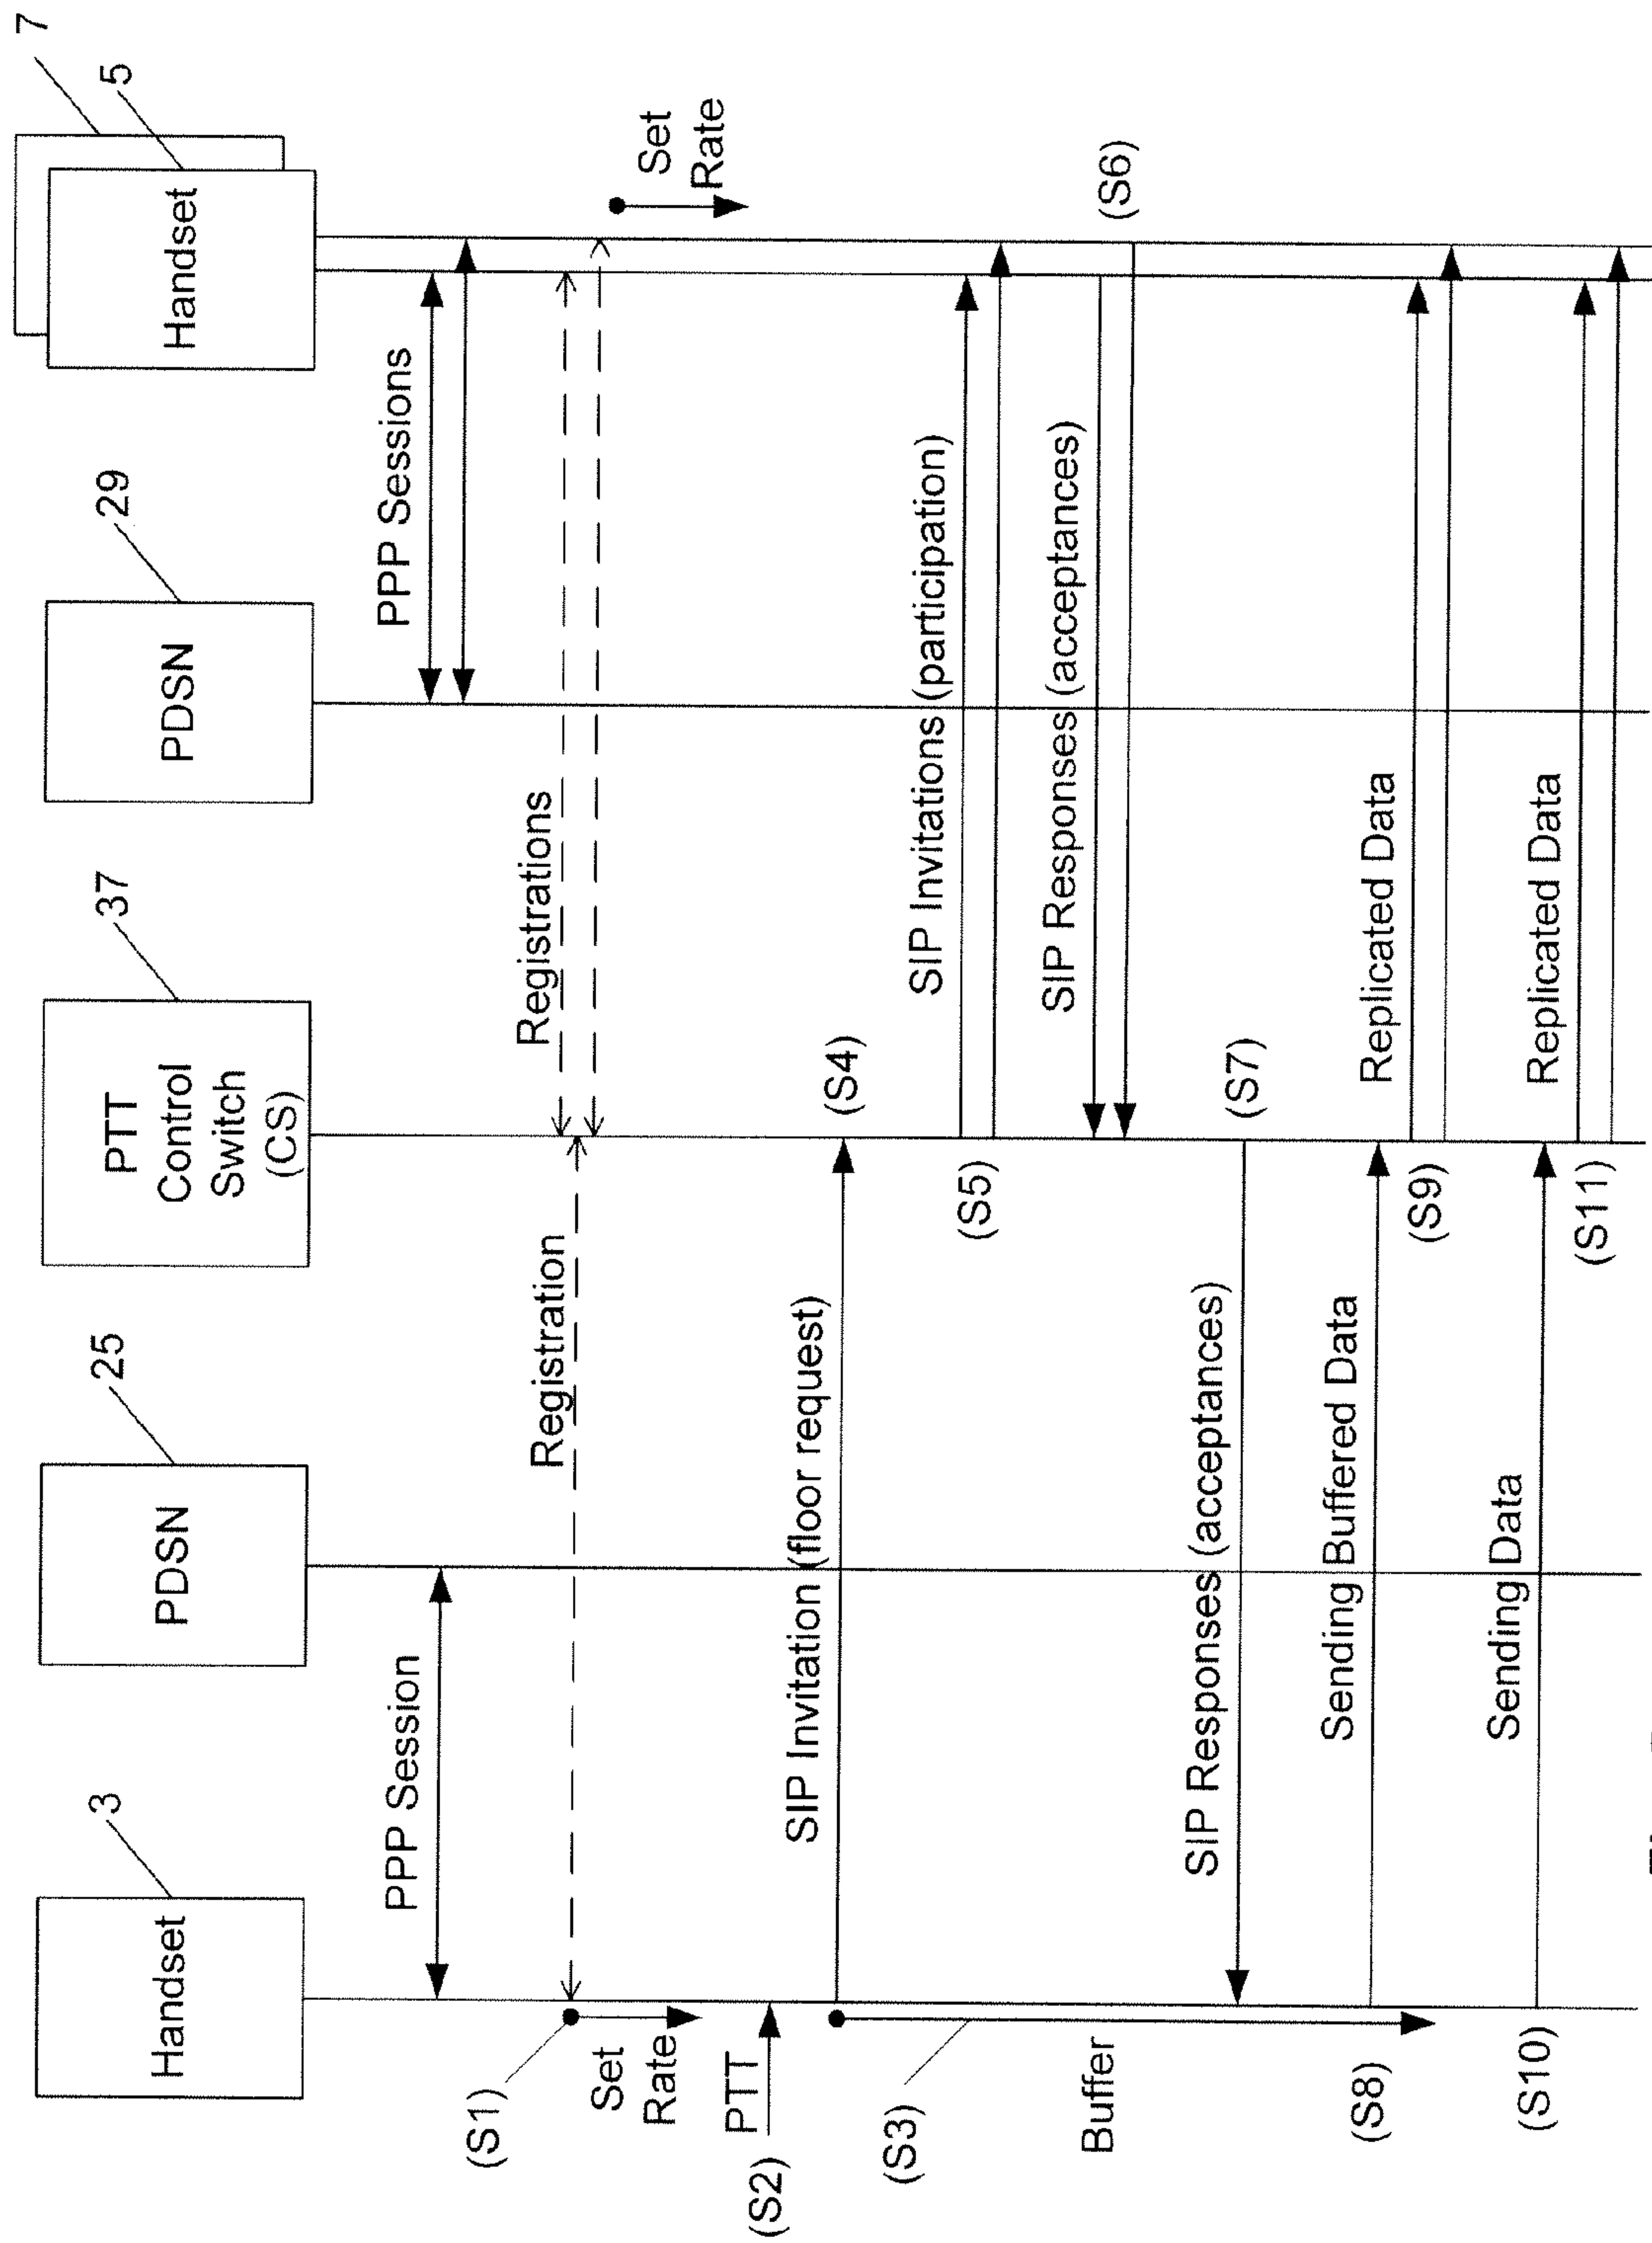 3
25
37
29
5
7
Handset
PDSN
PTT
Control
Switch
(CS)
PDSN
Handset
PPP Session
PPP Sessions
Registration
Registrations
(S1)
Set
Rate
Set
Rate
(S2)
PTT
SIP Invitation (floor request)
(S4)
(S3)
Buffer
(S5)
SIP Invitations (participation)
SIP Responses (acceptances)
(S6)
SIP Responses (acceptances)
(S7)
(S8)
Sending Buffered Data
(S9)
Replicated Data
(S10)
Sending Data
(S11)
Replicated Data